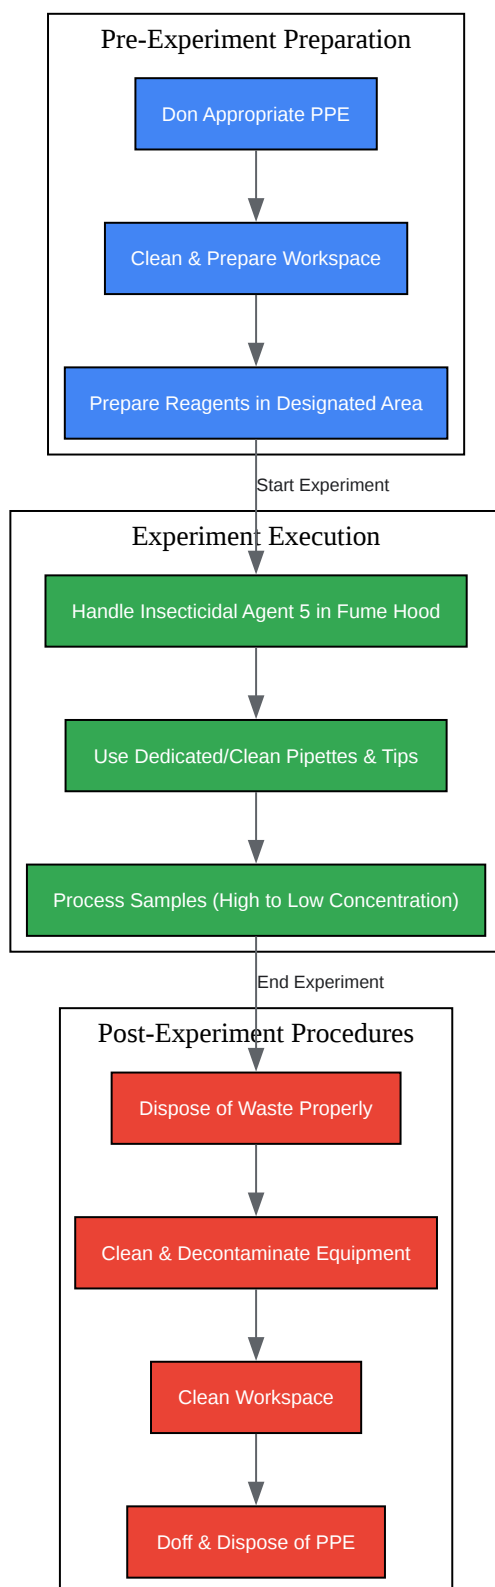 Pre-Experiment Preparation
Don Appropriate PPE
Clean & Prepare Workspace
Prepare Reagents in Designated Area
Start Experiment
Experiment Execution
Handle Insecticidal Agent 5 in Fume Hood
Use Dedicated/Clean Pipettes & Tips
Process Samples (High to Low Concentration)
End Experiment
Post-Experiment Procedures
Dispose of Waste Properly
Clean & Decontaminate Equipment
Clean Workspace
Doff & Dispose of PPE